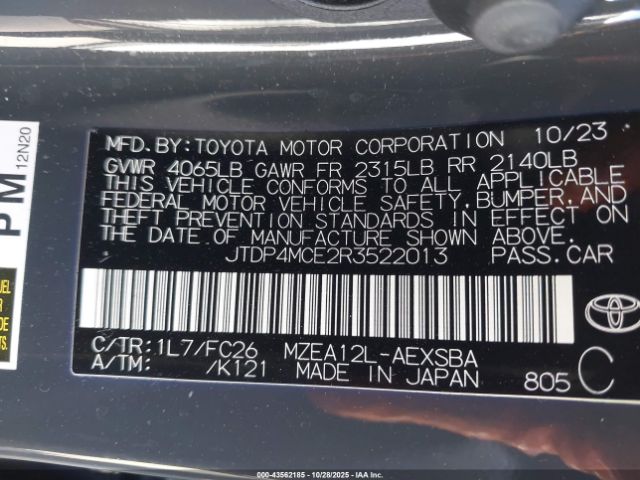 12N20
PM
MFD.BY:TOYOTA MOTOR CORPORATION 10/23
GVWR 4065LB GAWR FR 2315LB RR 2140LB
THIS VEHICLE CONFORMS TO ALL APPLICABLE
FEDERAL MOTOR VEHICLE SAFETY,BUMPER,AND
THEFT PREVENTION STANDARDS IN EFFECT ON
THE DATE OF MANUFACTURE SHOWN ABOVE.
JTDP4MCE2R3522013 PASS.CAR
C/TR:1L7/FC26 MZEA12L-AEXSBA
A/TM: /K121 MADE IN JAPAN 805 C
000-43562185 | 10/28/2025 | IAAI.COM